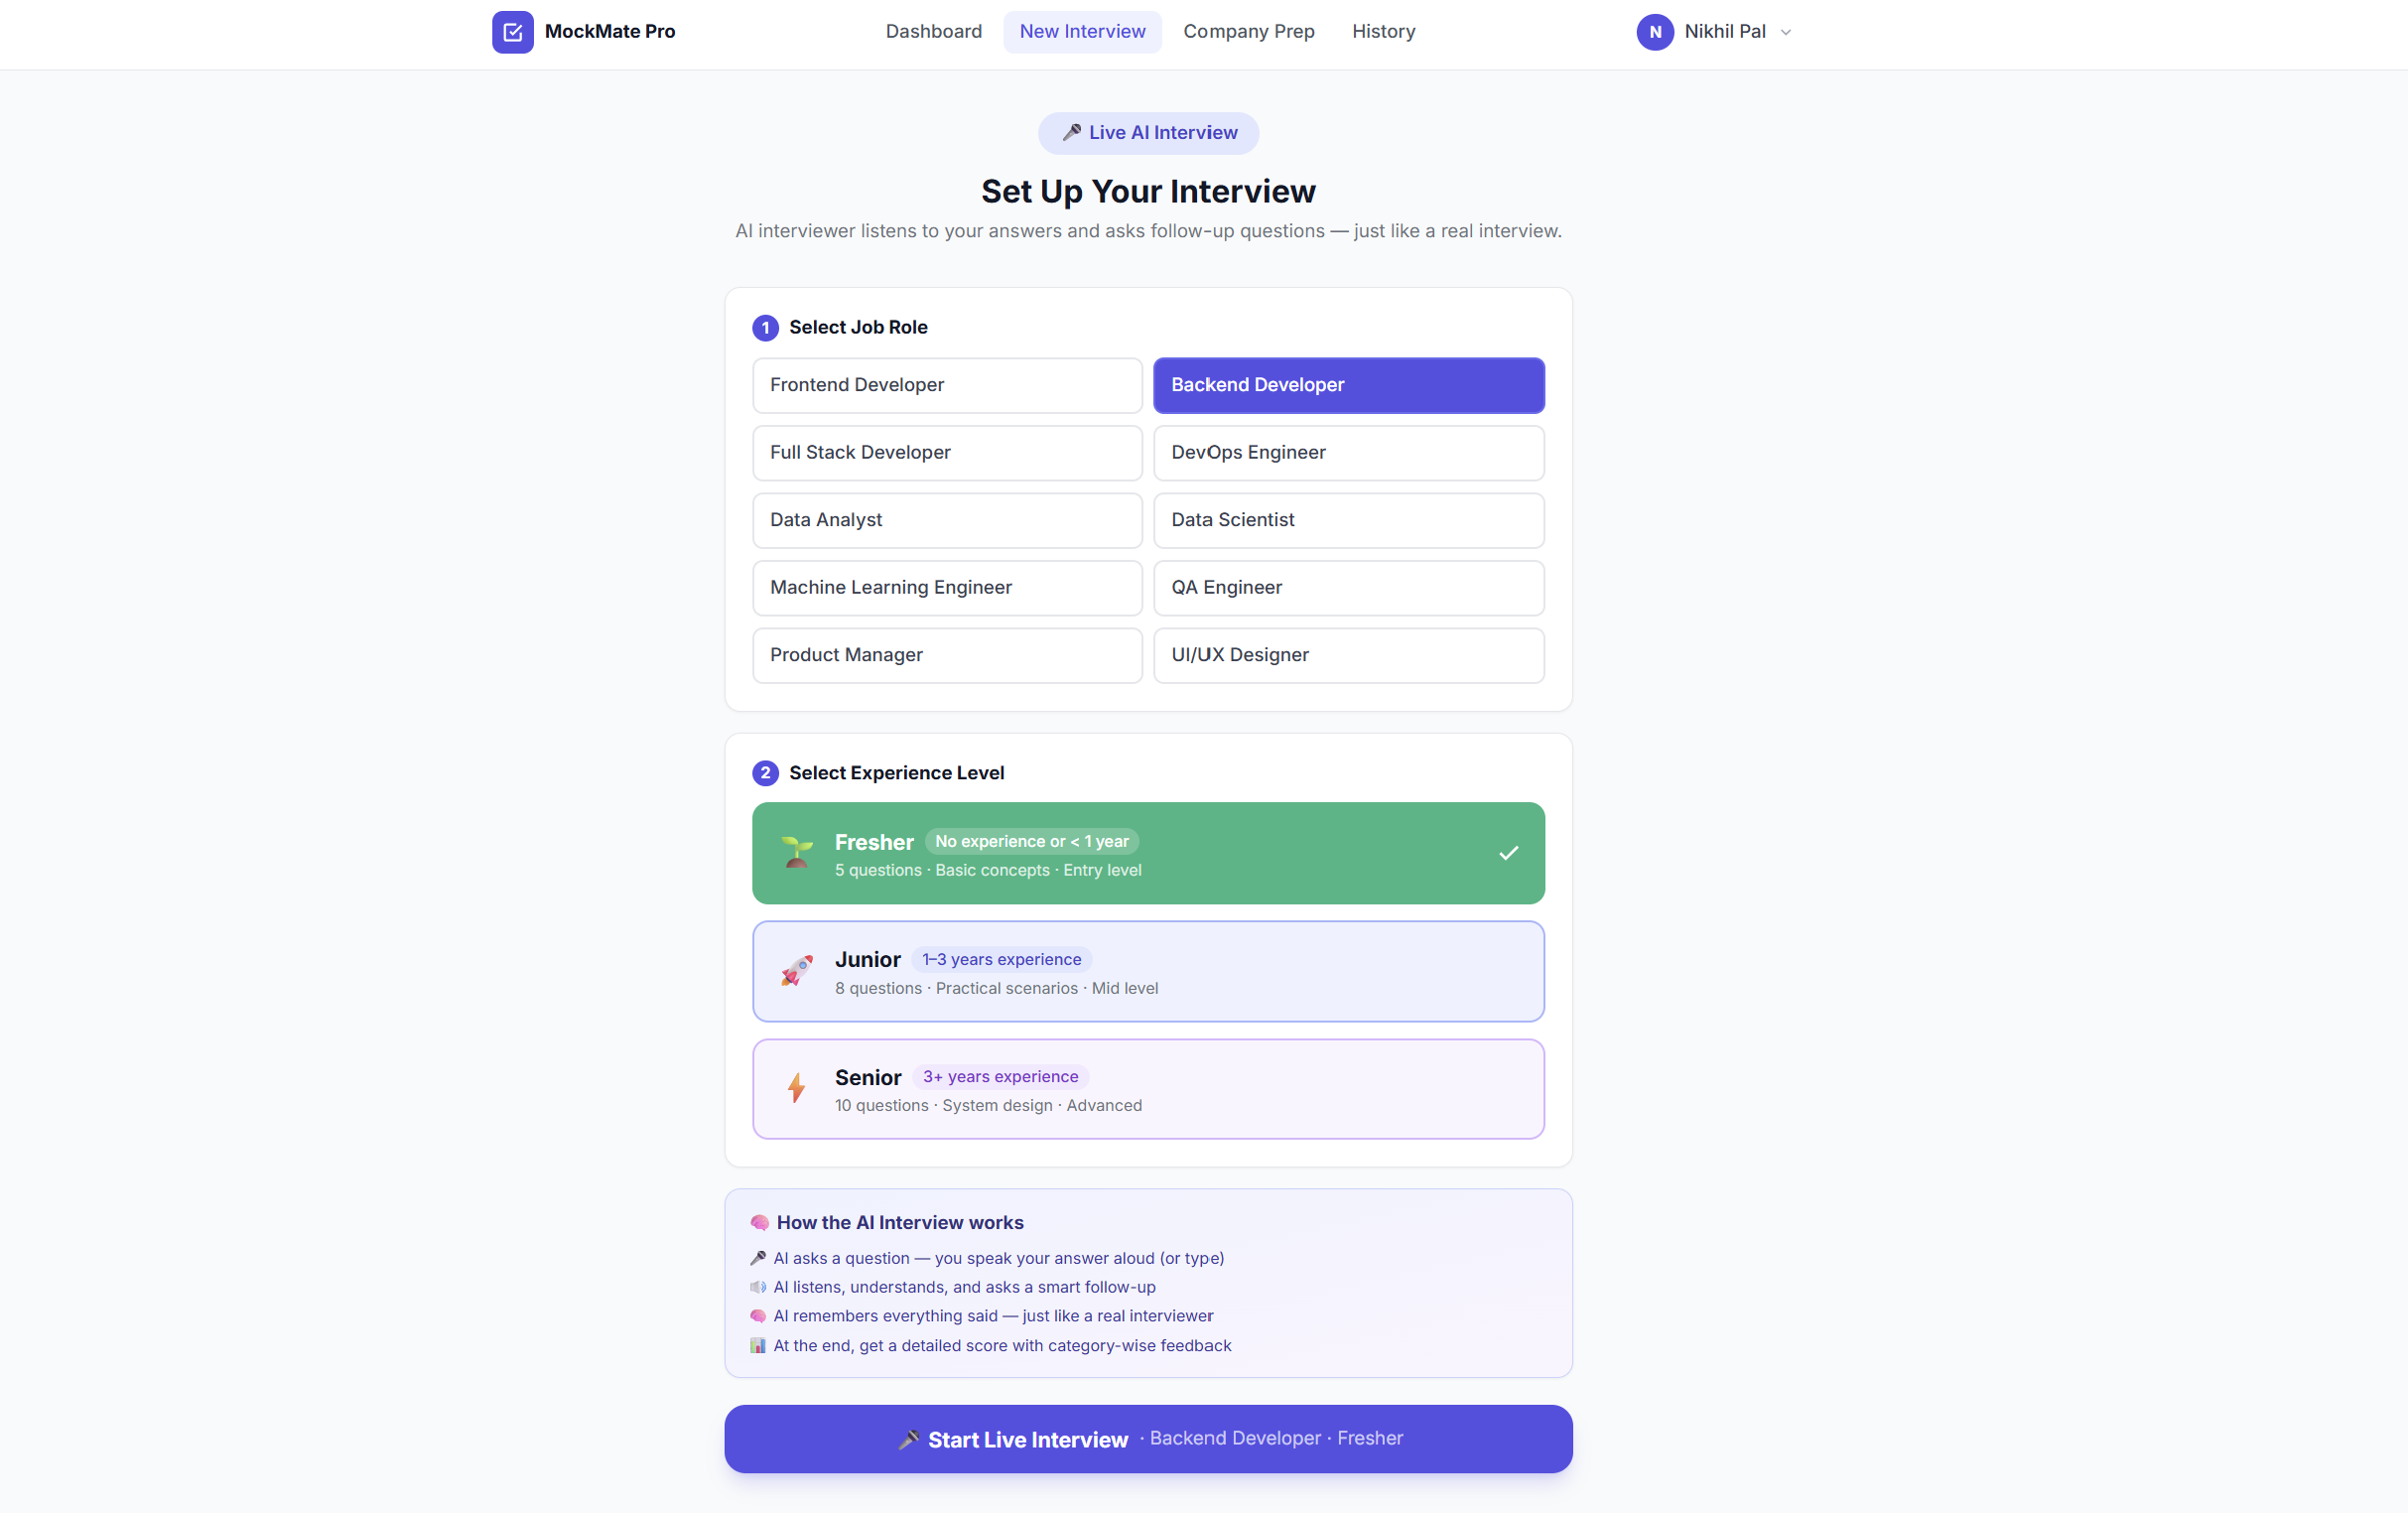 MockMate Pro
Dashboard New Interview Company Prep History
N Nikhil Pal
Live AI Interview
Set Up Your Interview
AI interviewer listens to your answers and asks follow-up questions — just like a real interview.
1 Select Job Role
Frontend Developer
Backend Developer
Full Stack Developer
DevOps Engineer
Data Analyst
Data Scientist
Machine Learning Engineer
QA Engineer
Product Manager
UI/UX Designer
2 Select Experience Level
Fresher No experience or < 1 year
5 questions · Basic concepts · Entry level
Junior 1–3 years experience
8 questions · Practical scenarios · Mid level
Senior 3+ years experience
10 questions · System design · Advanced
How the AI Interview works
AI asks a question — you speak your answer aloud (or type)
AI listens, understands, and asks a smart follow-up
AI remembers everything said — just like a real interviewer
At the end, get a detailed score with category-wise feedback
Start Live Interview · Backend Developer · Fresher